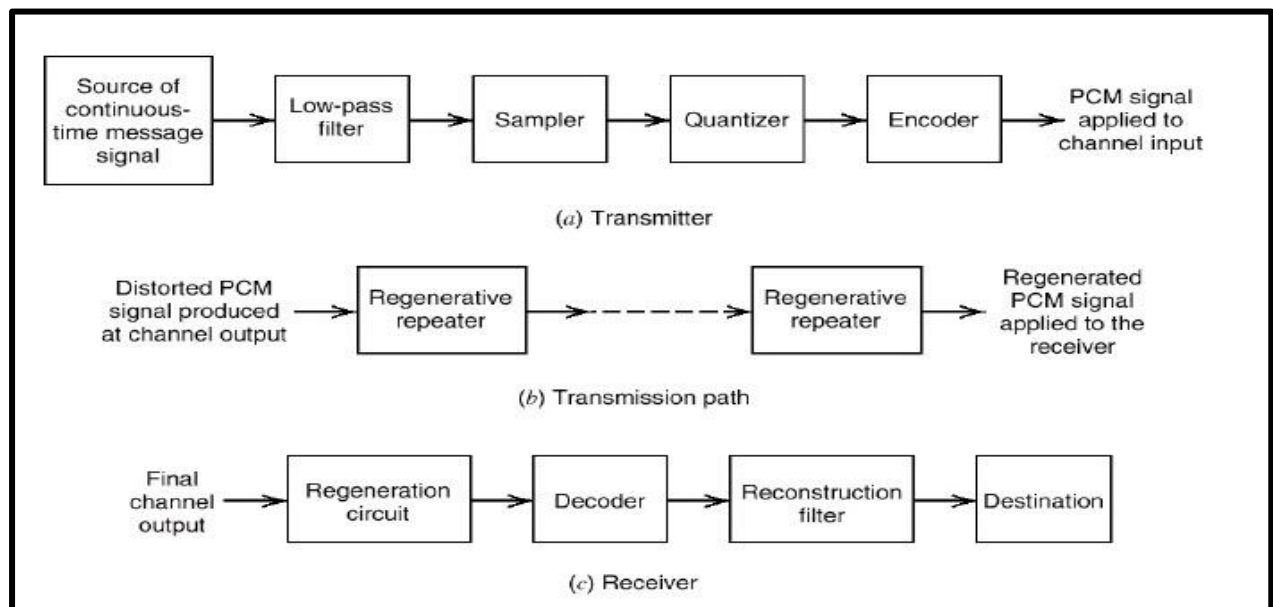 Source of
continuous-
time message
signal
Low-pass
filter
Sampler
Quantizer
Encoder
PCM signal
applied to
channel input
(a) Transmitter
Distorted PCM
signal produced
at channel output
Regenerative
repeater
Regenerative
repeater
Regenerated
PCM signal
applied to the
receiver
(b) Transmission path
Final
channel
output
Regeneration
circuit
Decoder
Reconstruction
filter
Destination
(c) Receiver